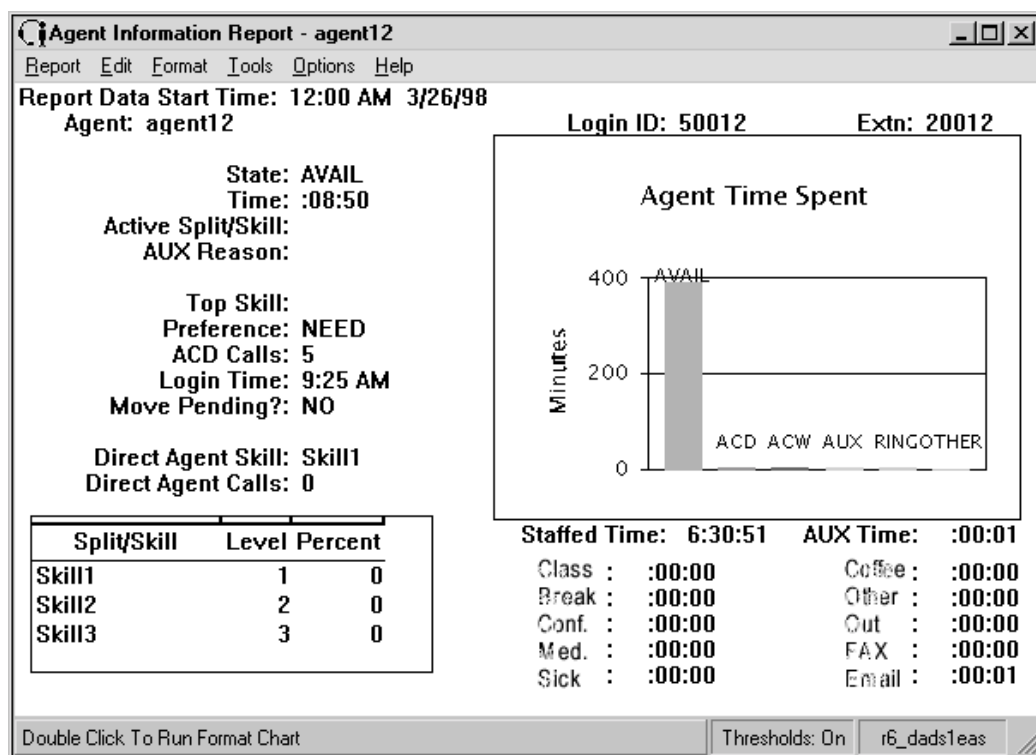 Agent Information Report - agent12
Report Edit Format Tools Options Help
Report Data Start Time: 12:00 AM 3/26/98
Agent: agent12
Login ID: 50012 Extn: 20012
State: AVAIL
Time: :08:50
Active Split/Skill:
AUX Reason:
Top Skill:
Preference: NEED
ACD Calls: 5
Login Time: 9:25 AM
Move Pending?: NO
Direct Agent Skill: Skill1
Direct Agent Calls: 0
Split/Skill Level Percent
Skill1 1 0
Skill2 2 0
Skill3 3 0
Agent Time Spent
Minutes
400
200
0
AVAIL
ACD ACW AUX RING OTHER
Staffed Time: 6:30:51 AUX Time: :00:01
Class : :00:00 Coffee : :00:00
Break : :00:00 Other : :00:00
Conf. : :00:00 Out : :00:00
Med. : :00:00 FAX : :00:00
Sick : :00:00 Email : :00:01
Double Click To Run Format Chart Thresholds: On r6_dads1eas